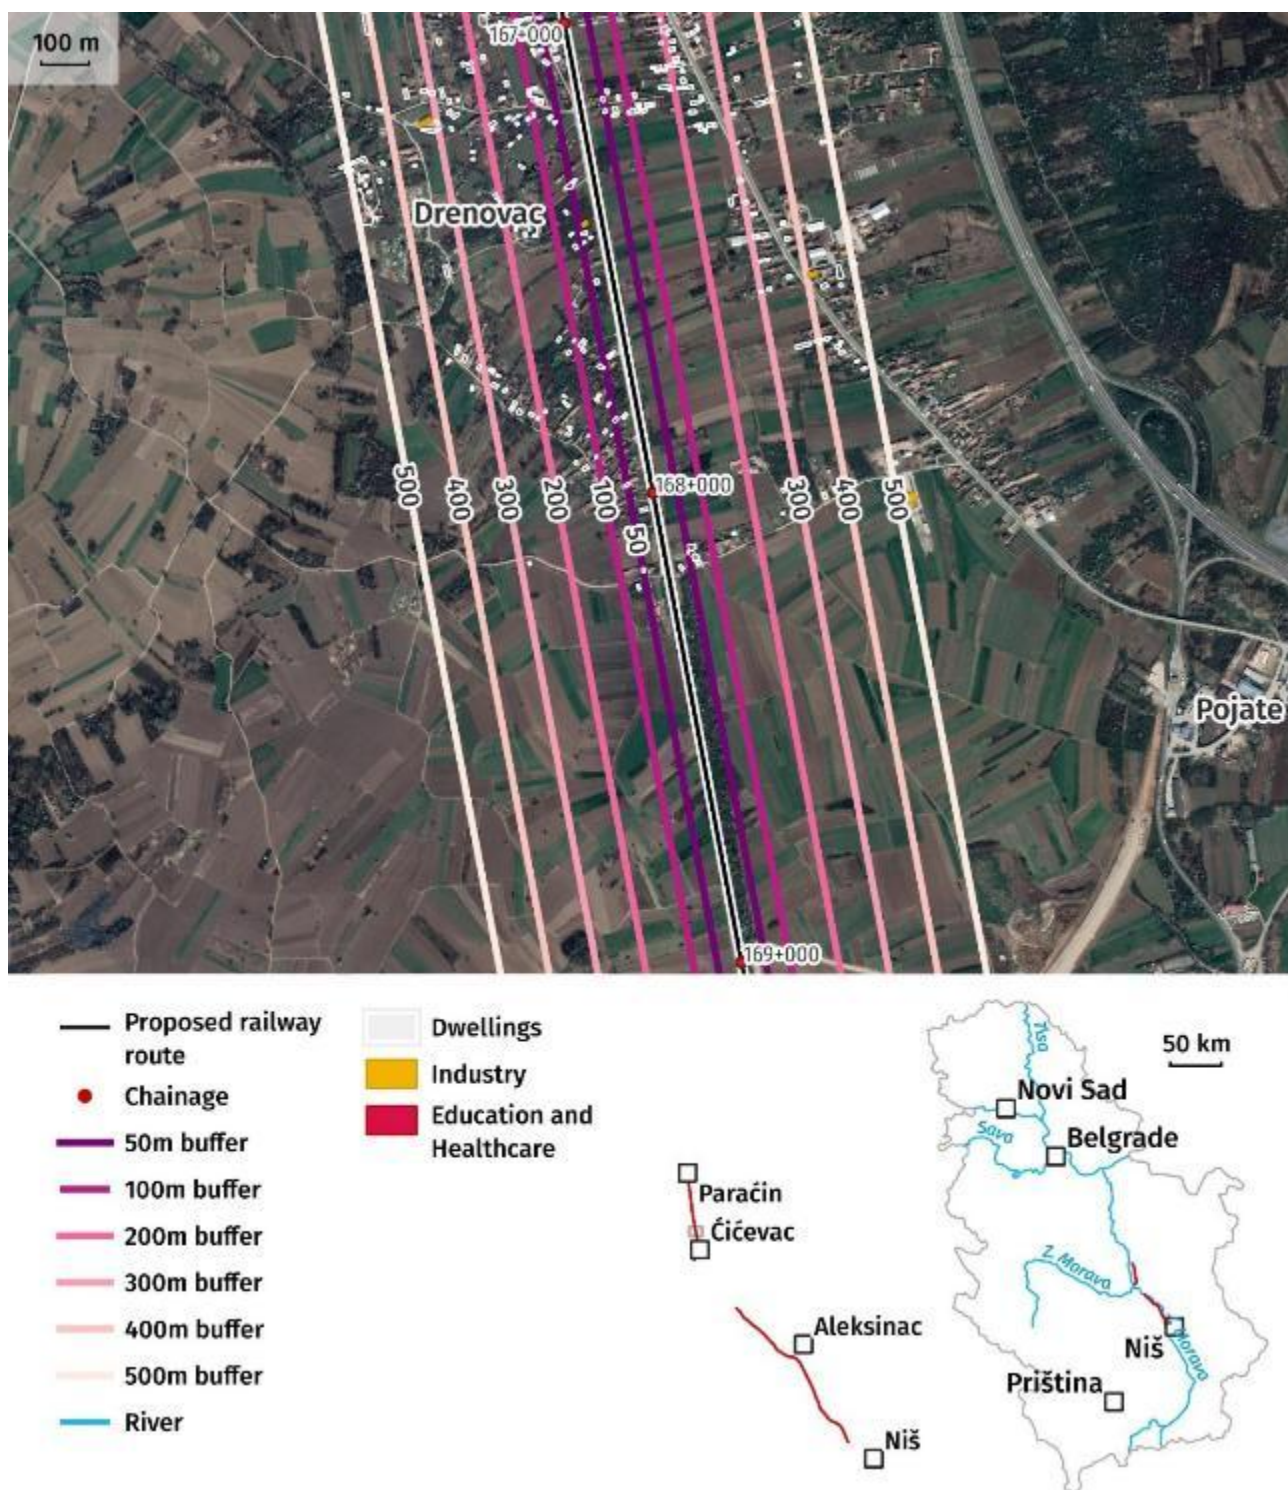 100 m
167+000
Drenovac
500
400
300
200
100
50
168+000
300
400
500
Pojate
169+000
Proposed railway
route
Chainage
50m buffer
100m buffer
200m buffer
300m buffer
400m buffer
500m buffer
River
Dwellings
Industry
Education and
Healthcare
Paraćin
Ćićevac
Aleksinac
Niš
50 km
Tisa
Novi Sad
Sava
Belgrade
Z. Morava
Morava
Niš
Priština